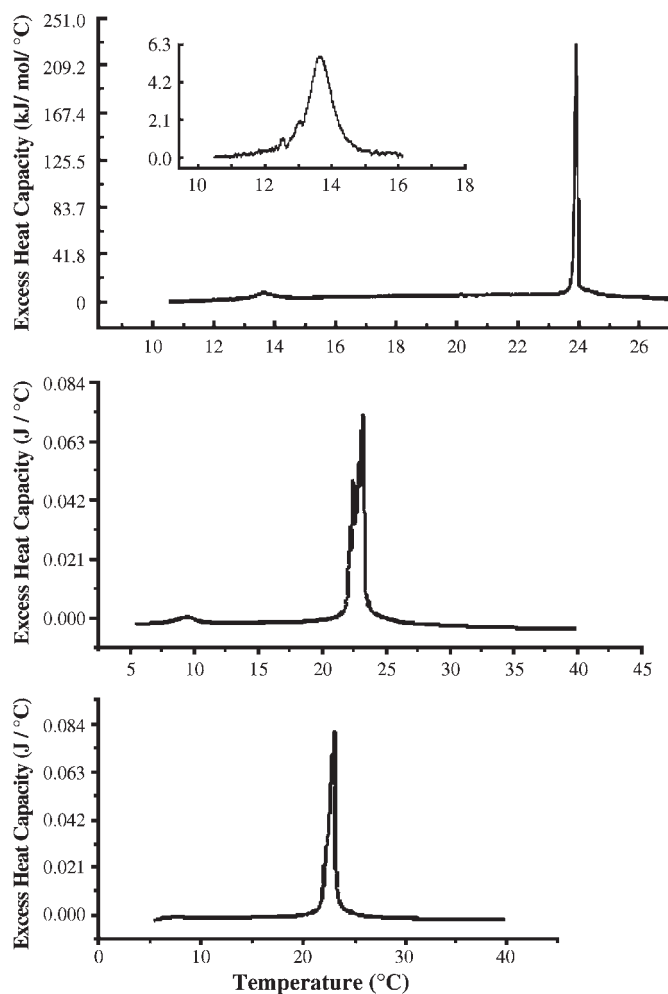 Excess Heat Capacity (kJ/ mol/ °C)
251.0
209.2
167.4
125.5
83.7
41.8
0
6.3
4.2
2.1
0.0
10 12 14 16 18
10 12 14 16 18 20 22 24 26
Excess Heat Capacity (J / °C)
0.084
0.063
0.042
0.021
0.000
5 10 15 20 25 30 35 40 45
Excess Heat Capacity (J / °C)
0.084
0.063
0.042
0.021
0.000
0 10 20 30 40
Temperature (°C)